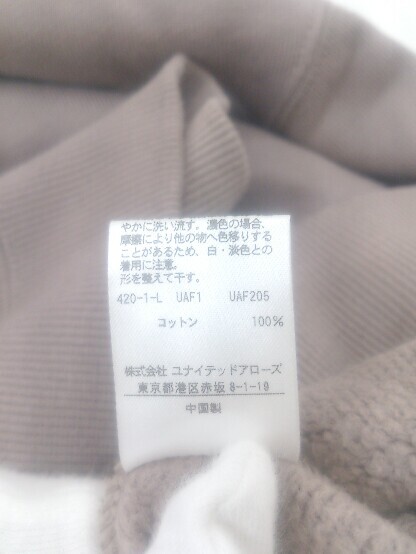 やかに洗い流す。濃色の場合、
摩擦により他の物へ色移りする
ことがあるため、白・淡色との
着用に注意。
形を整えて干す。
420-1-L UAF1 UAF205
コットン 100%
株式会社 ユナイテッドアローズ
東京都港区赤坂 8-1-19
中国製